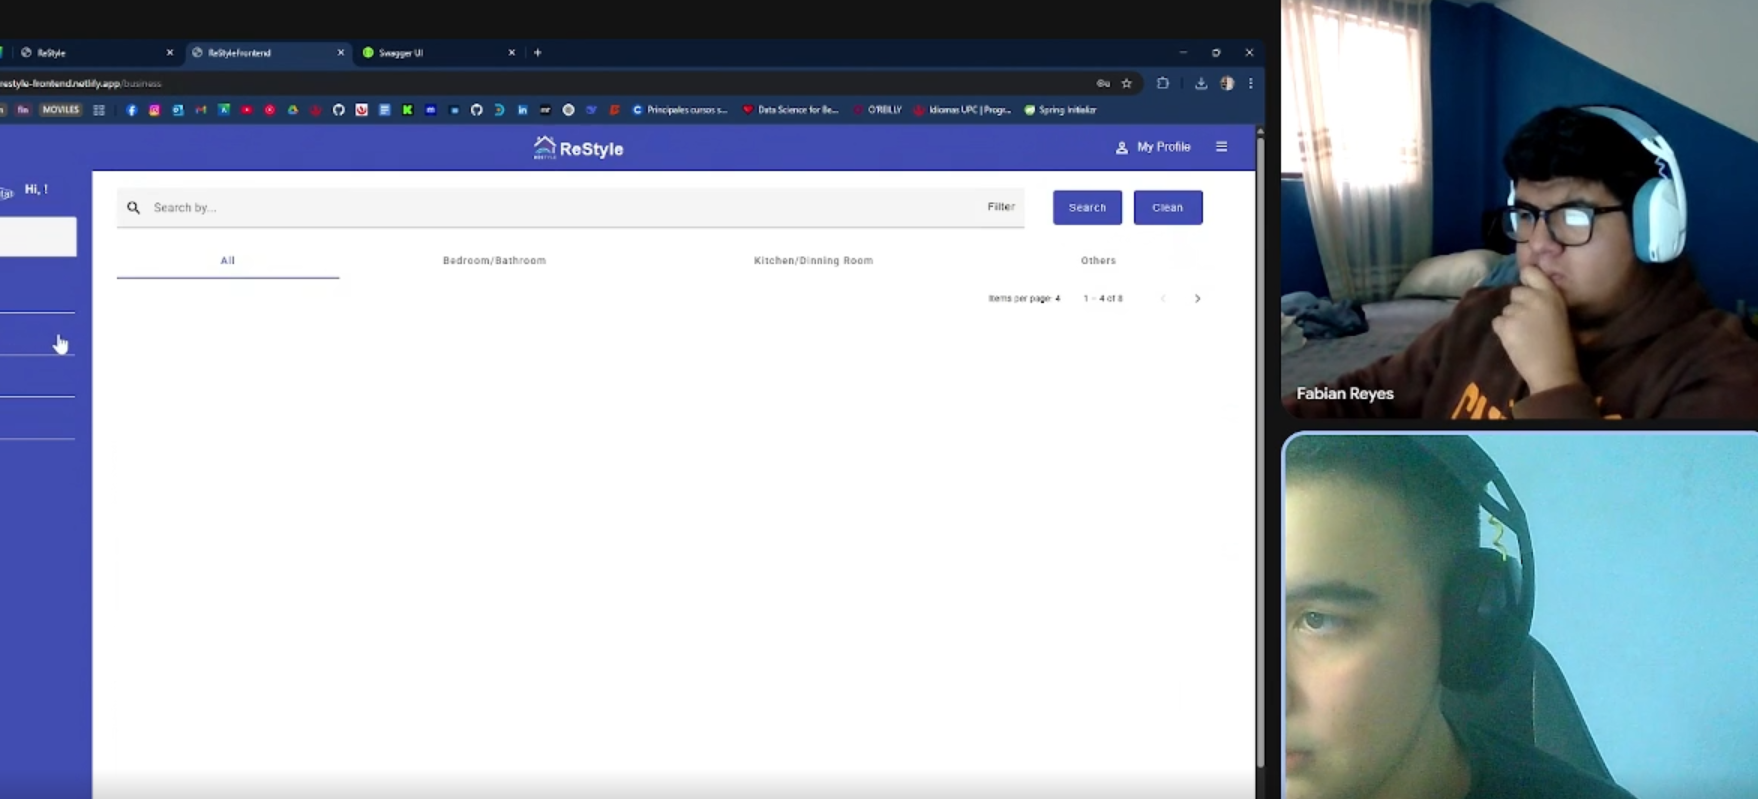 ReStyle
ReStyleFrontend
Swagger UI
restyle-frontend.netlify.app/business
MOVILES
Principales cursos s...
Data Science for Be...
O'REILLY
Idiomas UPC | Progr...
Spring Initializr
ReStyle
My Profile
Hi, !
Search by...
Filter
Search
Clean
All
Bedroom/Bathroom
Kitchen/Dinning Room
Others
Items per page: 4
1 – 4 of 8
Fabian Reyes